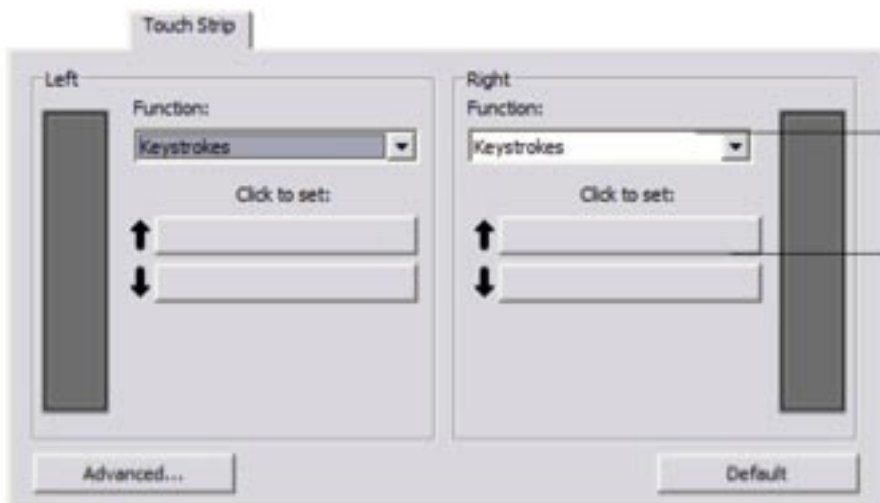 Touch Strip
Left
Function:
Keystrokes
Click to set:
Right
Function:
Keystrokes
Click to set:
Advanced...
Default